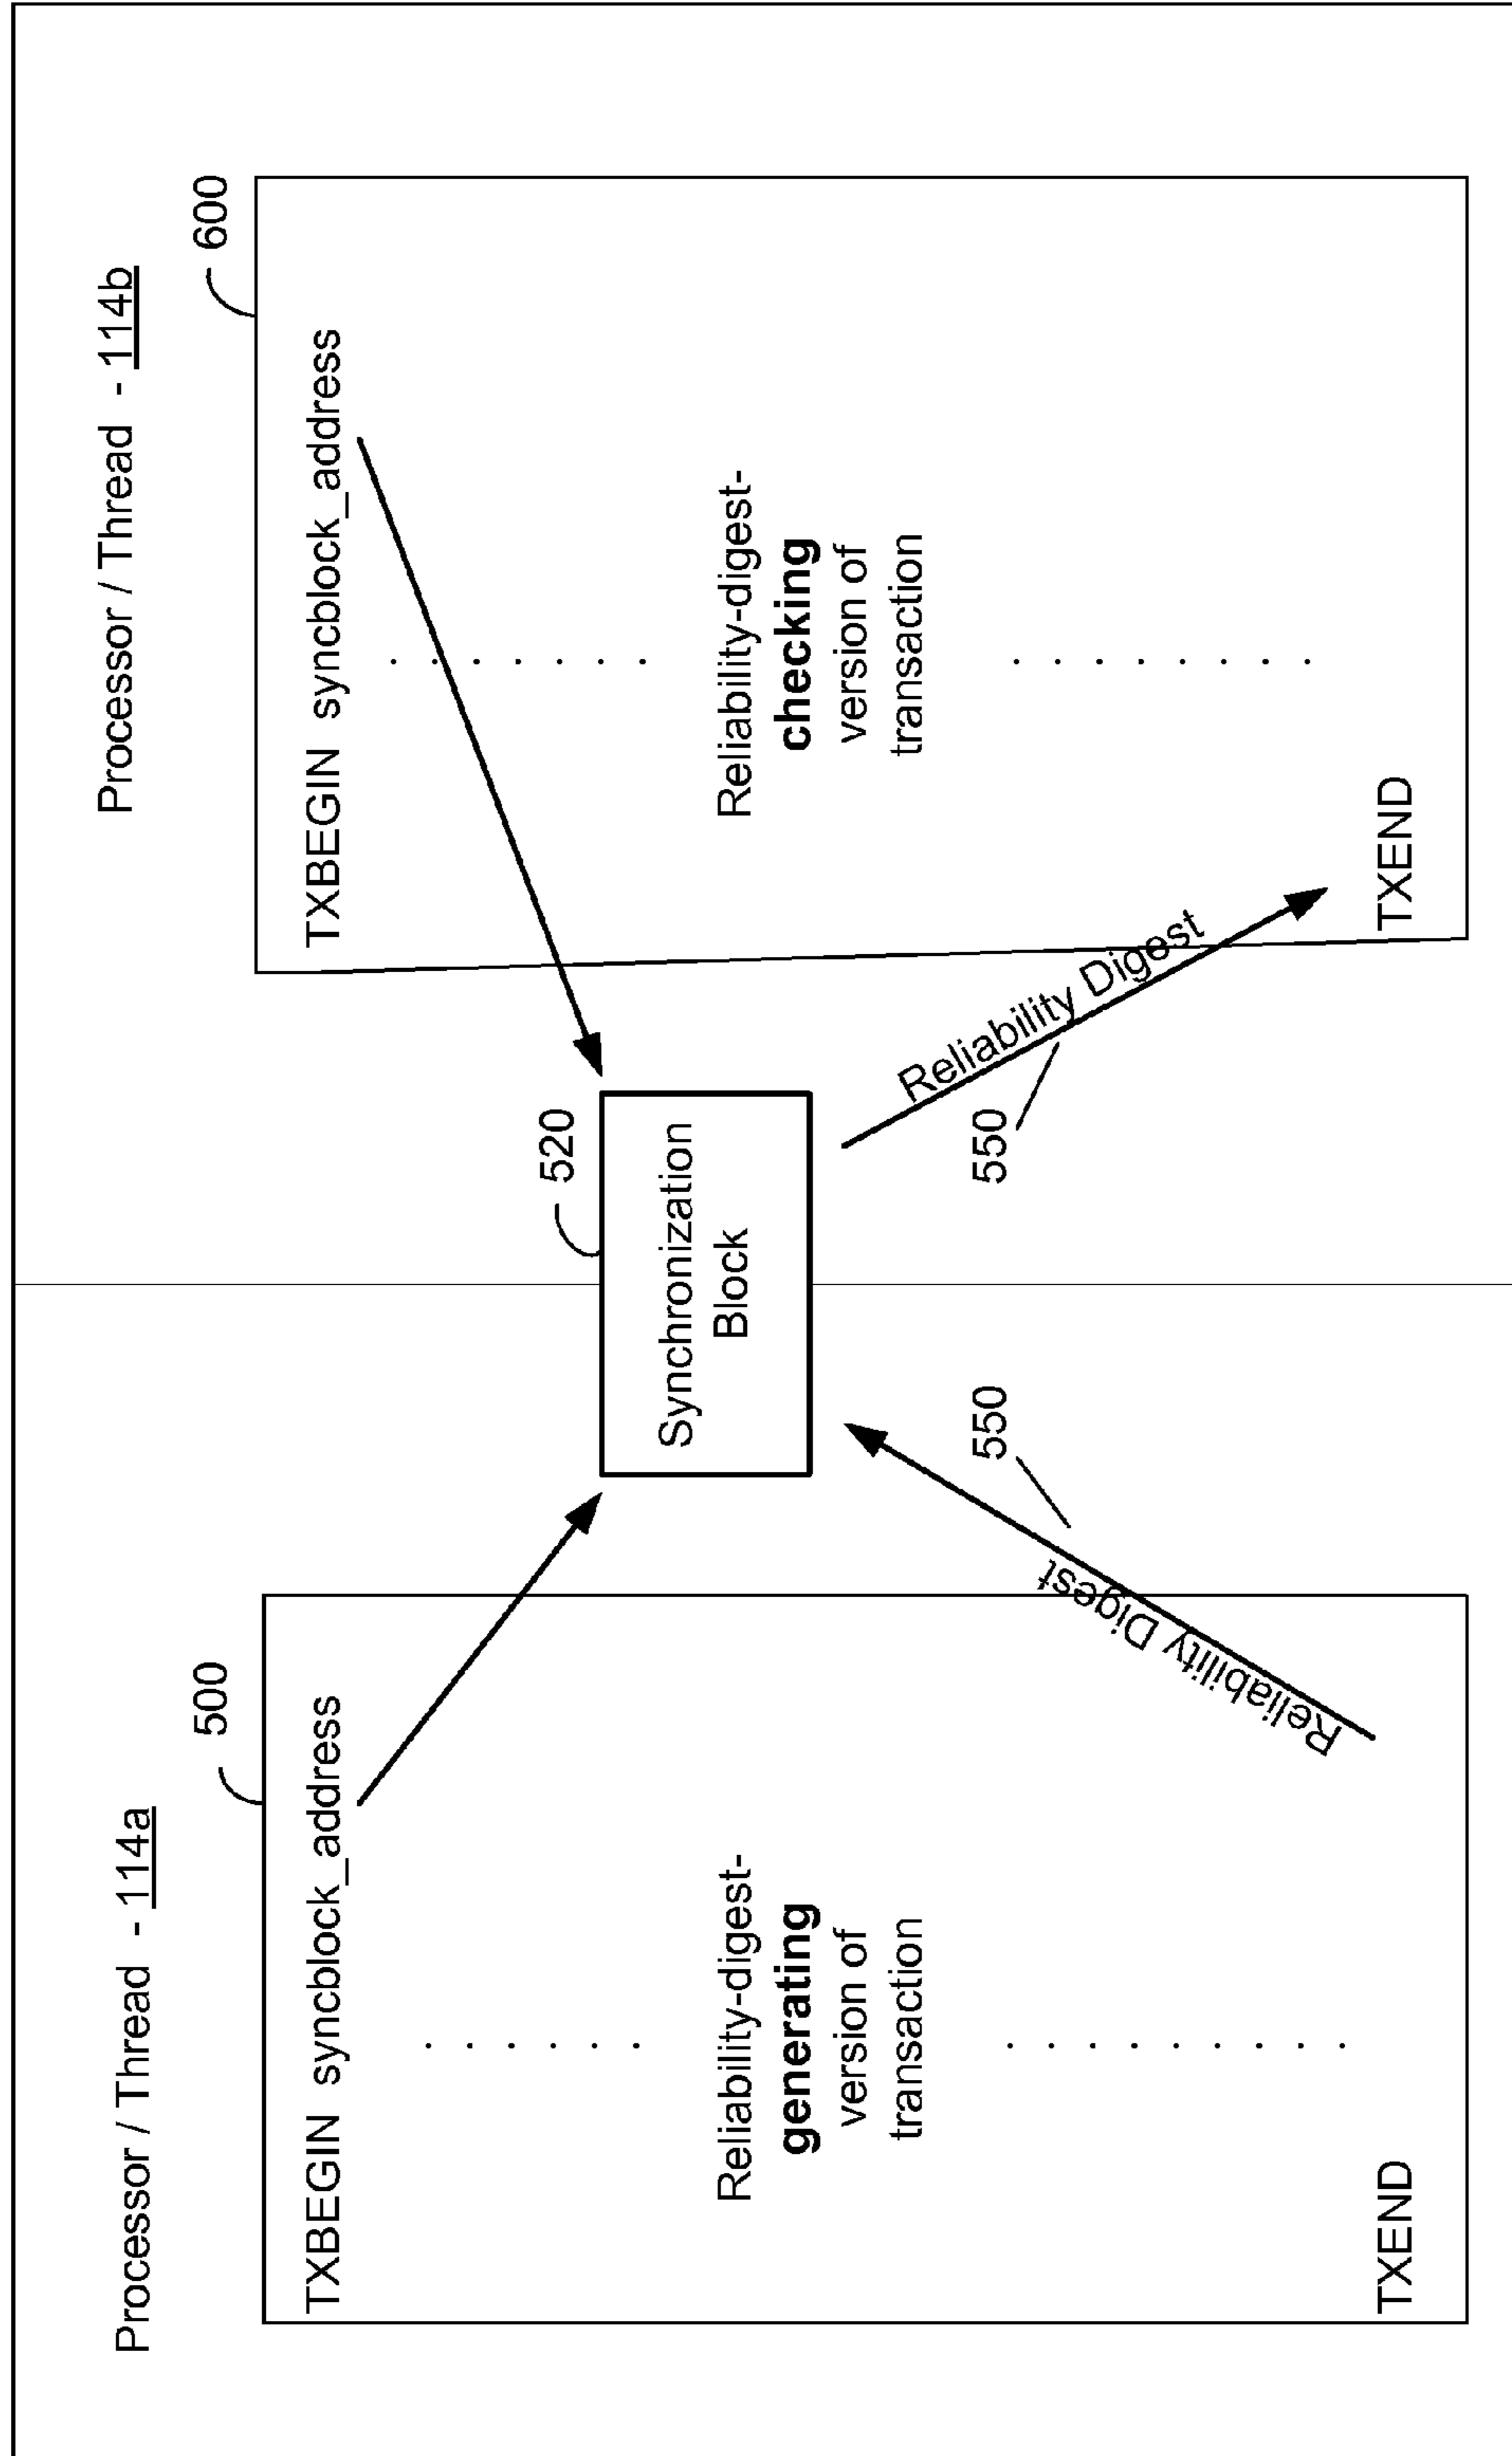 Processor / Thread - 114a
500
TXBEGIN syncblock_address
Reliability-digest-
generating
version of
transaction
TXEND
Reliability Digest
550
520
Synchronization
Block
Processor / Thread - 114b
600
TXBEGIN syncblock_address
Reliability-digest-
checking
version of
transaction
TXEND
Reliability Digest
550